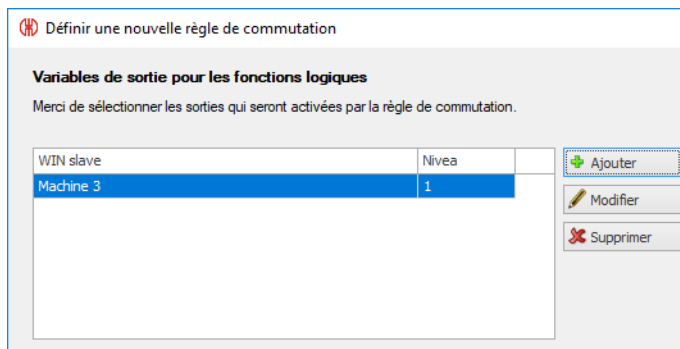 Définir une nouvelle règle de commutation
Variables de sortie pour les fonctions logiques
Merci de sélectionner les sorties qui seront activées par la règle de commutation.
WIN slave Nivea
Ajouter
Machine 3 1
Modifier
Supprimer